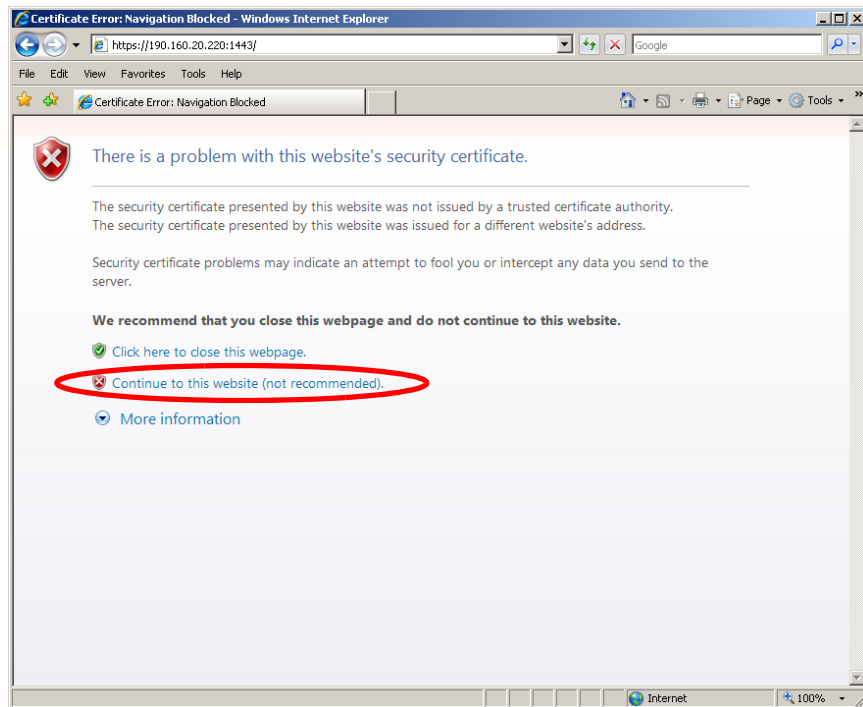 Certificate Error: Navigation Blocked - Windows Internet Explorer
https://190.160.20.220:1443/
Google
File Edit View Favorites Tools Help
Certificate Error: Navigation Blocked
Page Tools »
There is a problem with this website's security certificate.
The security certificate presented by this website was not issued by a trusted certificate authority.
The security certificate presented by this website was issued for a different website's address.
Security certificate problems may indicate an attempt to fool you or intercept any data you send to the
server.
We recommend that you close this webpage and do not continue to this website.
Click here to close this webpage.
Continue to this website (not recommended).
More information
Internet 100%